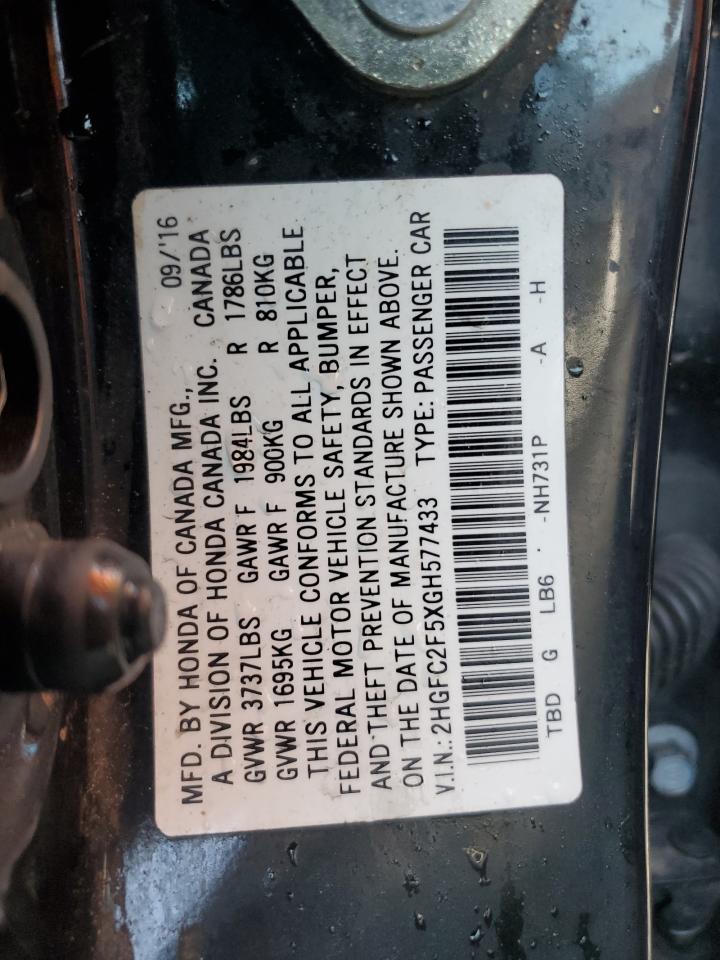 MFD. BY HONDA OF CANADA MFG., 09/'16
A DIVISION OF HONDA CANADA INC. CANADA
GVWR 3737LBS GAWR F 1984LBS R 1786LBS
GVWR 1695KG GAWR F 900KG R 810KG
THIS VEHICLE CONFORMS TO ALL APPLICABLE
FEDERAL MOTOR VEHICLE SAFETY, BUMPER,
AND THEFT PREVENTION STANDARDS IN EFFECT
ON THE DATE OF MANUFACTURE SHOWN ABOVE.
V.I.N.: 2HGFC2F5XGH577433 TYPE: PASSENGER CAR
TBD G LB6 -NH731P -A -H